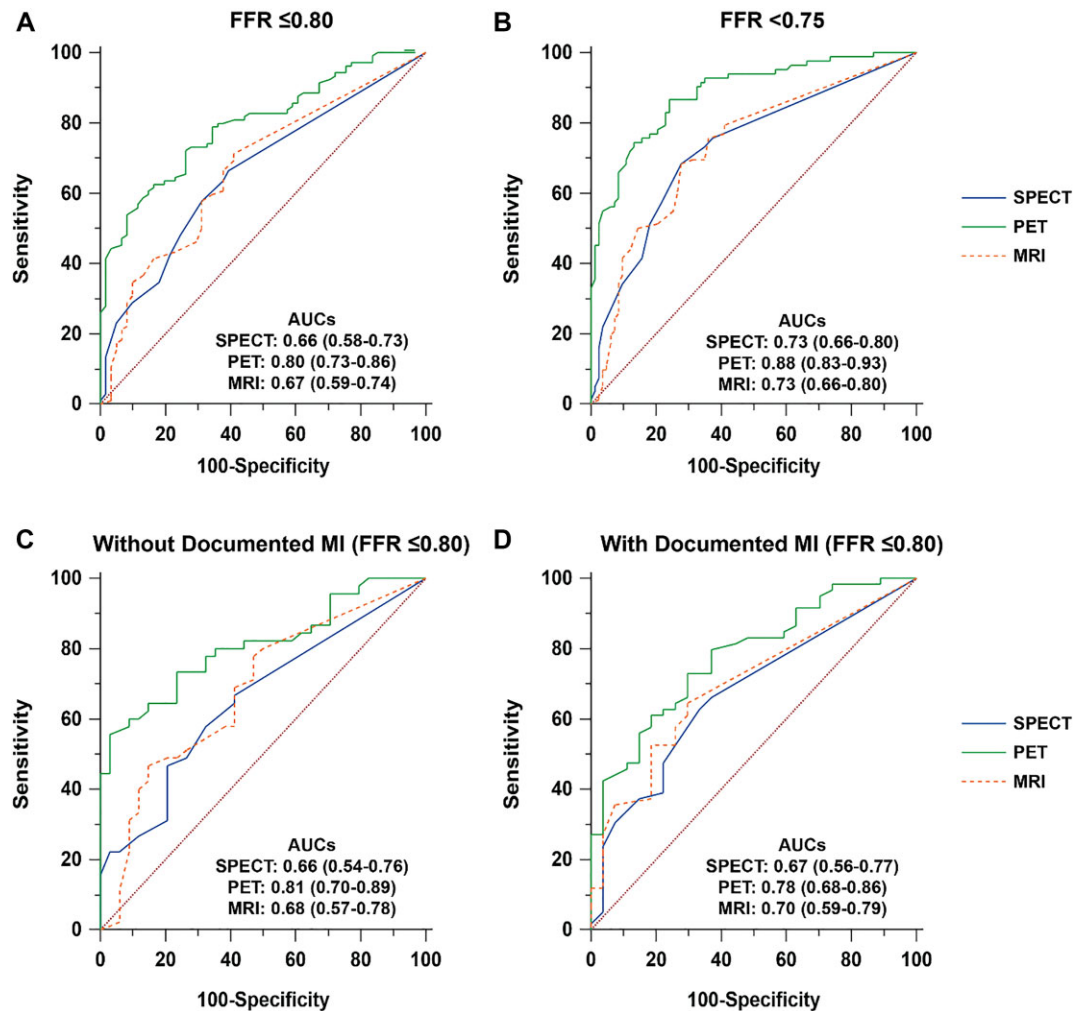 A
FFR ≤0.80
100
80
60
40
20
0
Sensitivity
AUCs
SPECT: 0.66 (0.58-0.73)
PET: 0.80 (0.73-0.86)
MRI: 0.67 (0.59-0.74)
0 20 40 60 80 100
100-Specificity
B
FFR <0.75
100
80
60
40
20
0
Sensitivity
AUCs
SPECT: 0.73 (0.66-0.80)
PET: 0.88 (0.83-0.93)
MRI: 0.73 (0.66-0.80)
0 20 40 60 80 100
100-Specificity
SPECT
PET
MRI
C
Without Documented MI (FFR ≤0.80)
100
80
60
40
20
0
Sensitivity
AUCs
SPECT: 0.66 (0.54-0.76)
PET: 0.81 (0.70-0.89)
MRI: 0.68 (0.57-0.78)
0 20 40 60 80 100
100-Specificity
D
With Documented MI (FFR ≤0.80)
100
80
60
40
20
0
Sensitivity
AUCs
SPECT: 0.67 (0.56-0.77)
PET: 0.78 (0.68-0.86)
MRI: 0.70 (0.59-0.79)
0 20 40 60 80 100
100-Specificity
SPECT
PET
MRI